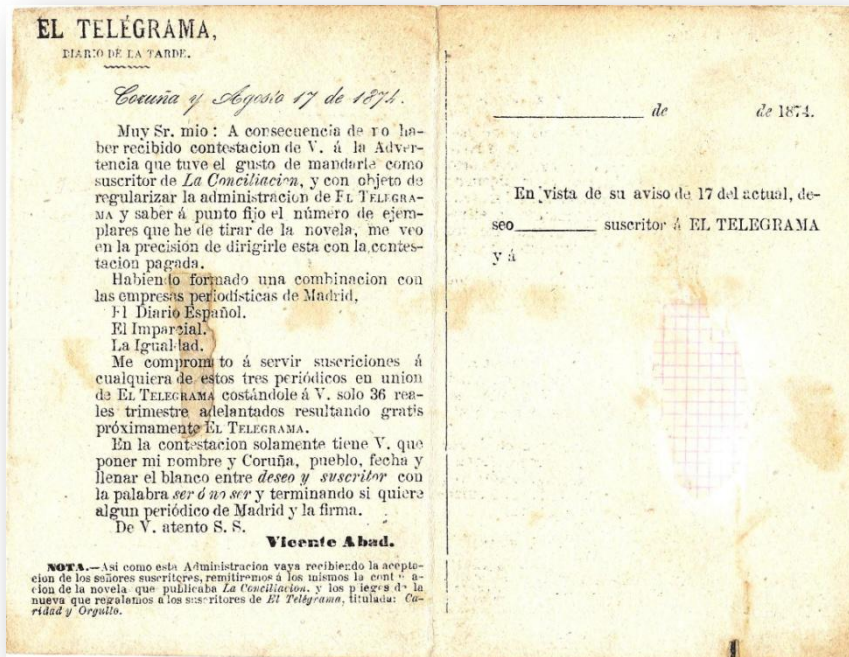 EL TELÉGRAMA,
DIARIO DE LA TARDE.
Coruña y Agosto 17 de 1874.
Muy Sr. mio: A consecuencia de no ha-
ber recibido contestacion de V. á la Adver-
tencia que tuve el gusto de mandarle como
suscritor de La Conciliacion, y con objeto de
regularizar la administracion de EL TELEGRA-
MA y saber á punto fijo el número de ejem-
plares que he de tirar de la novela, me veo
en la precision de dirigirle esta con la contes-
tacion pagada.
Habiendo formado una combinacion con
las empresas periodísticas de Madrid,
El Diario Español.
El Imparcial.
La Igualdad.
Me comprometo á servir suscriciones á
cualquiera de estos tres periódicos en union
de EL TELEGRAMA costándole á V. solo 36 rea-
les trimestre adelantados resultando gratis
próximamente EL TELEGRAMA.
En la contestacion solamente tiene V. que
poner mi nombre y Coruña, pueblo, fecha y
llenar el blanco entre deseo y suscritor con
la palabra ser ó no ser y terminando si quiere
algun periódico de Madrid y la firma.
De V. atento S. S.
Vicente Abad.
NOTA.—Asi como esta Administracion vaya recibiendo la acepta-
cion de los señores suscritores, remitiremos á los mismos la continua-
cion de la novela que publicaba La Conciliacion, y los pliegos de la
nueva que regalamos a los suscritores de El Telégrama, titulada: Ca-
ridad y Orgullo.
de de 1874.
En vista de su aviso de 17 del actual, de-
seo suscritor á EL TELEGRAMA
y á